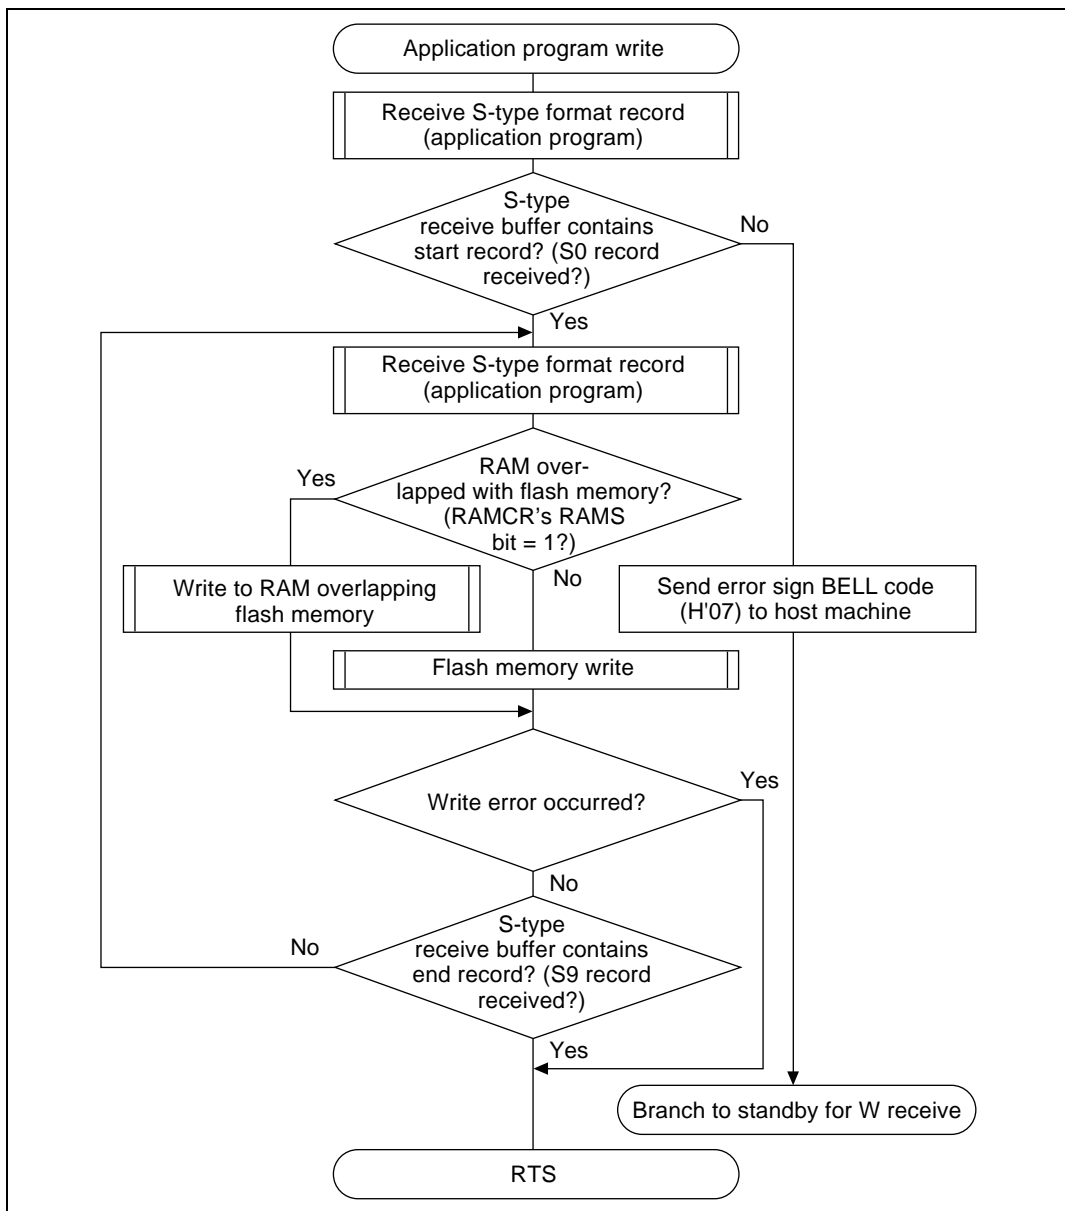 Application program write
Receive S-type format record
(application program)
S-type
receive buffer contains
start record? (S0 record
received?)
No
Yes
Receive S-type format record
(application program)
RAM over-
lapped with flash memory?
(RAMCR's RAMS
bit = 1?)
Yes
No
Write to RAM overlapping
flash memory
Send error sign BELL code
(H'07) to host machine
Flash memory write
Write error occurred?
Yes
No
S-type
receive buffer contains
end record? (S9 record
received?)
No
Yes
Branch to standby for W receive
RTS